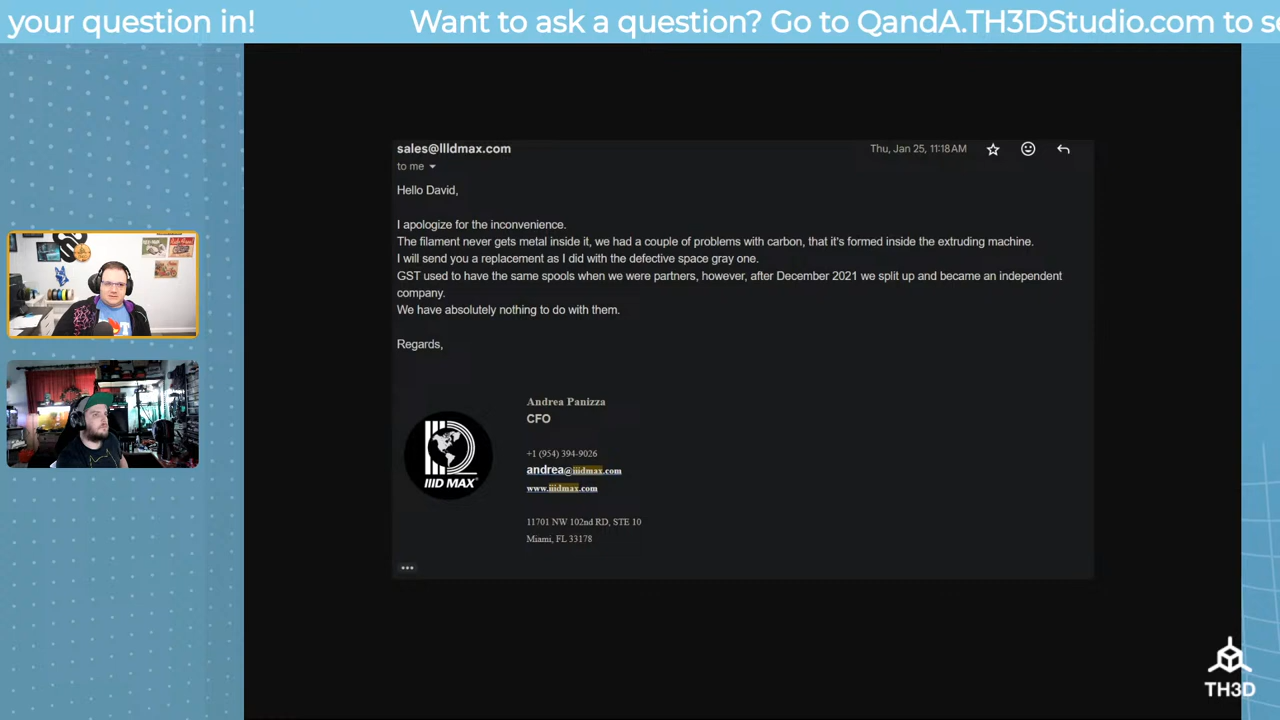 your question in!
Want to ask a question? Go to QandA.TH3DStudio.com to se
sales@IIIdmax.com
Thu, Jan 25, 11:18 AM
to me
Hello David,
I apologize for the inconvenience.
The filament never gets metal inside it, we had a couple of problems with carbon, that it's formed inside the extruding machine.
I will send you a replacement as I did with the defective space gray one.
GST used to have the same spools when we were partners, however, after December 2021 we split up and became an independent
company.
We have absolutely nothing to do with them.
Regards,
Andrea Panizza
CFO
+1 (954) 394-9026
andrea@iiidmax.com
www.iiidmax.com
11701 NW 102nd RD, STE 10
Miami, FL 33178
IIID MAX®
TH3D